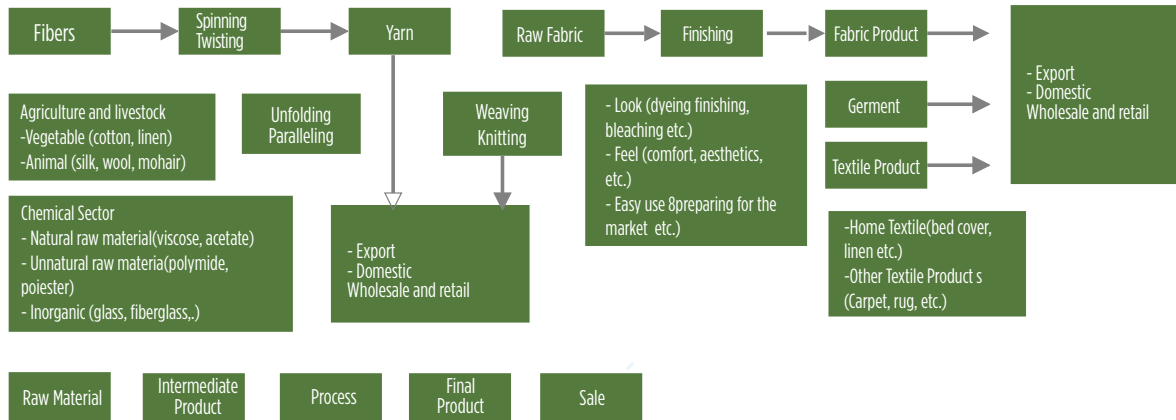 Fibers
Spinning
Twisting
Yarn
Raw Fabric
Finishing
Fabric Product
Agriculture and livestock
-Vegetable (cotton, linen)
-Animal (silk, wool, mohair)
Unfolding
Paralleling
Weaving
Knitting
- Look (dyeing finishing,
bleaching etc.)
- Feel (comfort, aesthetics,
etc.)
- Easy use 8preparing for the
market etc.)
Germent
Textile Product
- Export
- Domestic
Wholesale and retail
Chemical Sector
- Natural raw material(viscose, acetate)
- Unnatural raw materia(polymide,
poiester)
- Inorganic (glass, fiberglass,.)
- Export
- Domestic
Wholesale and retail
-Home Textile(bed cover,
linen etc.)
-Other Textile Product s
(Carpet, rug, etc.)
Raw Material
Intermediate
Product
Process
Final
Product
Sale